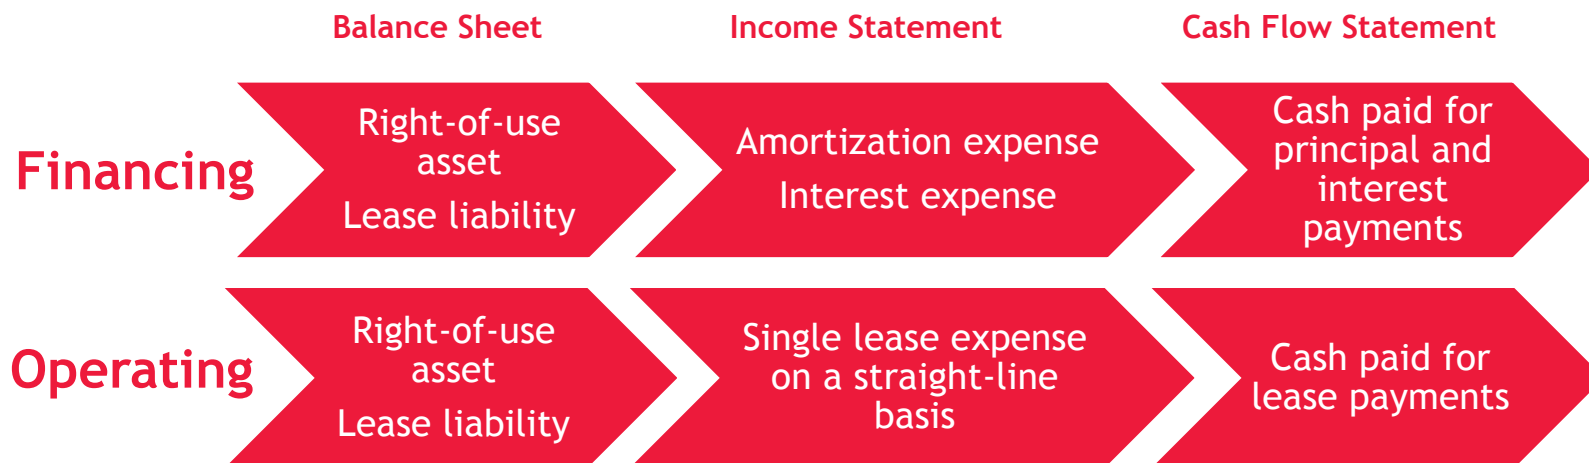 Balance Sheet
Income Statement
Cash Flow Statement
Financing
Right-of-use
asset
Lease liability
Amortization expense
Interest expense
Cash paid for
principal and
interest
payments
Operating
Right-of-use
asset
Lease liability
Single lease expense
on a straight-line
basis
Cash paid for
lease payments